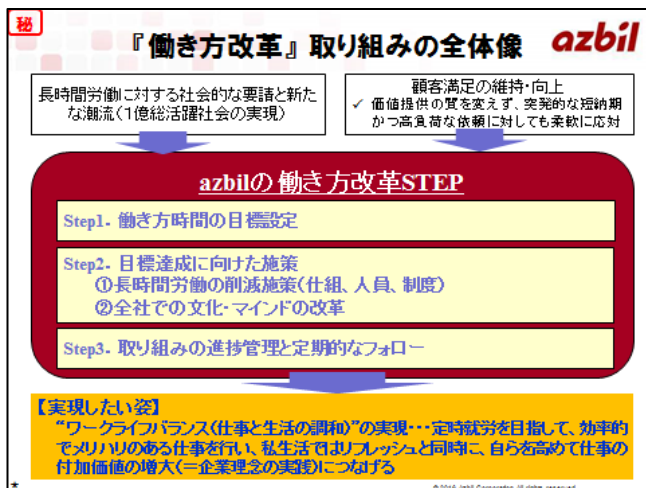 秘
『働き方改革』取り組みの全体像
azbil
長時間労働に対する社会的な要請と新た
な潮流(1億総活躍社会の実現)
顧客満足の維持・向上
✓ 価値提供の質を変えず、突発的な短納期
かつ高負荷な依頼に対しても柔軟に応対
azbilの働き方改革STEP
Step1. 働き方時間の目標設定
Step2. 目標達成に向けた施策
①長時間労働の削減施策(仕組、人員、制度)
②全社での文化・マインドの改革
Step3. 取り組みの進捗管理と定期的なフォロー
【実現したい姿】
“ワークライフバランス(仕事と生活の調和)”の実現・・・定時就労を目指して、効率的
でメリハリのある仕事を行い、私生活ではリフレッシュと同時に、自らを高めて仕事の
付加価値の増大(=企業理念の実践)につなげる
*
© 2016 Azbil Corporation. All rights reserved.